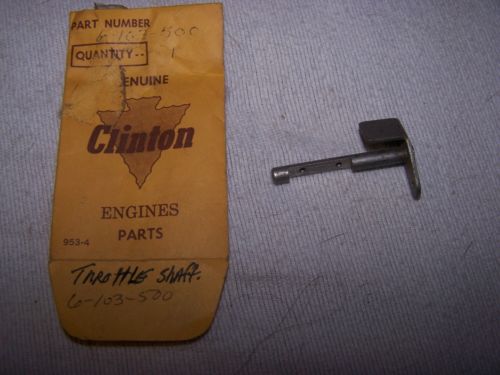 PART NUMBER
6-103-500
QUANTITY-- 1
GENUINE
Clinton
ENGINES
PARTS
953-4
THROTTLE Shaft.
6-103-500